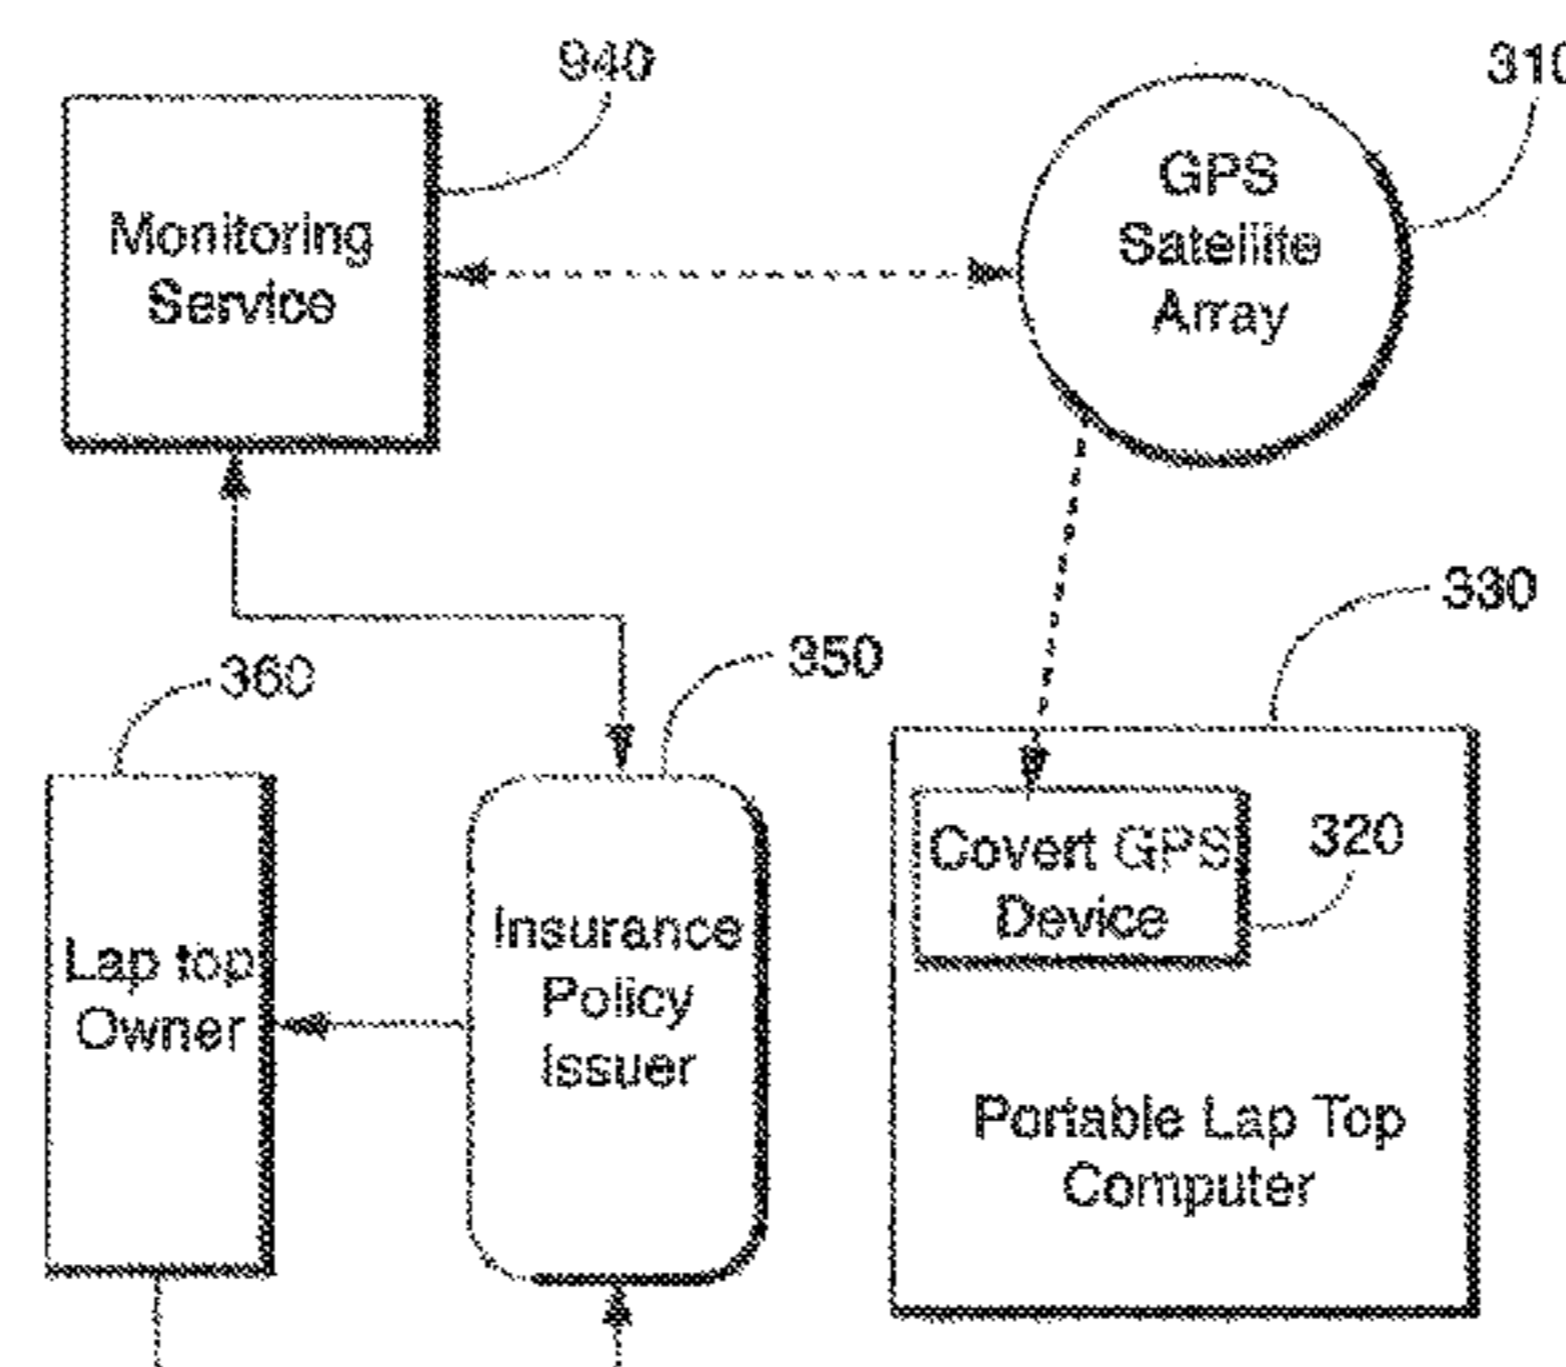 940
310
Monitoring
Service
GPS
Satellite
Array
330
360
350
Covert GPS
Device
320
Lap top
Owner
Insurance
Policy
Issuer
Portable Lap Top
Computer